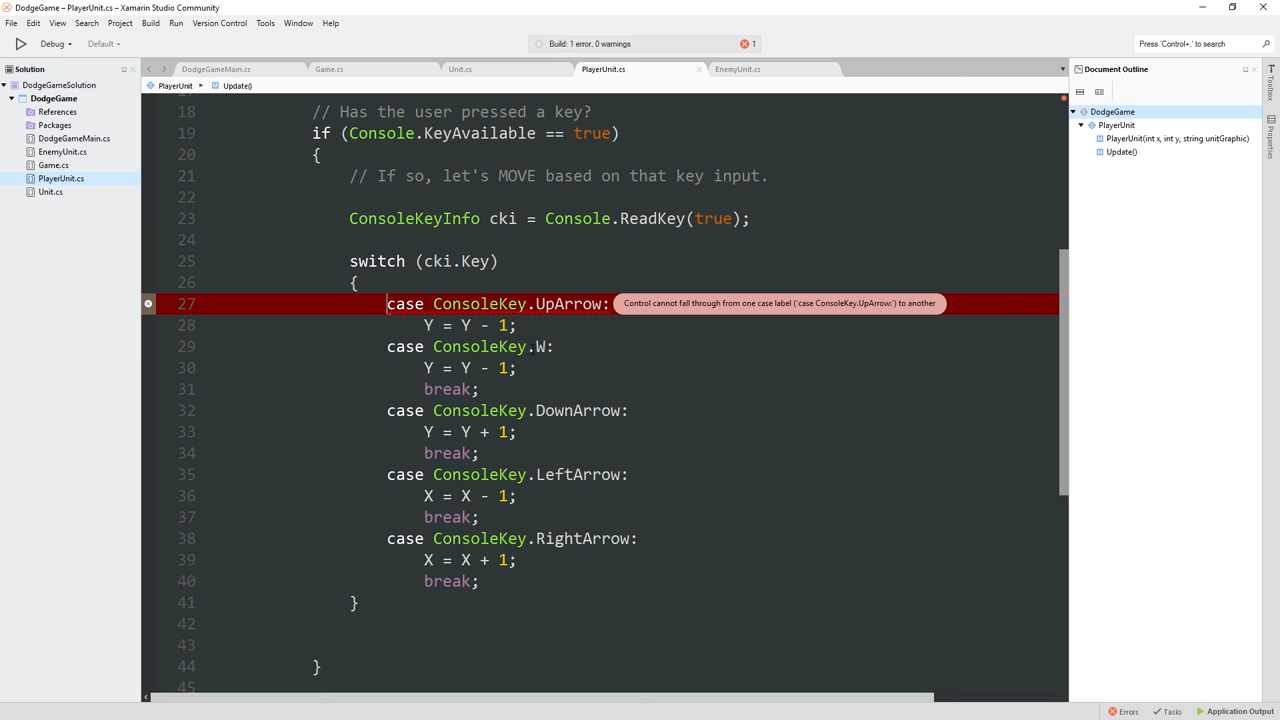 DodgeGame – PlayerUnit.cs – Xamarin Studio Community
File Edit View Search Project Build Run Version Control Tools Window Help
Debug Default Build: 1 error, 0 warnings 1 Press 'Control+,' to search
Solution
DodgeGameSolution
DodgeGame
References
Packages
DodgeGameMain.cs
EnemyUnit.cs
Game.cs
PlayerUnit.cs
Unit.cs
DodgeGameMain.cs Game.cs Unit.cs PlayerUnit.cs EnemyUnit.cs
PlayerUnit Update()
18 // Has the user pressed a key?
19 if (Console.KeyAvailable == true)
20 {
21 // If so, let's MOVE based on that key input.
22
23 ConsoleKeyInfo cki = Console.ReadKey(true);
24
25 switch (cki.Key)
26 {
27 case ConsoleKey.UpArrow: Control cannot fall through from one case label ('case ConsoleKey.UpArrow:') to another
28 Y = Y - 1;
29 case ConsoleKey.W:
30 Y = Y - 1;
31 break;
32 case ConsoleKey.DownArrow:
33 Y = Y + 1;
34 break;
35 case ConsoleKey.LeftArrow:
36 X = X - 1;
37 break;
38 case ConsoleKey.RightArrow:
39 X = X + 1;
40 break;
41 }
42
43
44 }
45
Document Outline
DodgeGame
PlayerUnit
PlayerUnit(int x, int y, string unitGraphic)
Update()
Toolbox
Properties
Errors Tasks Application Output